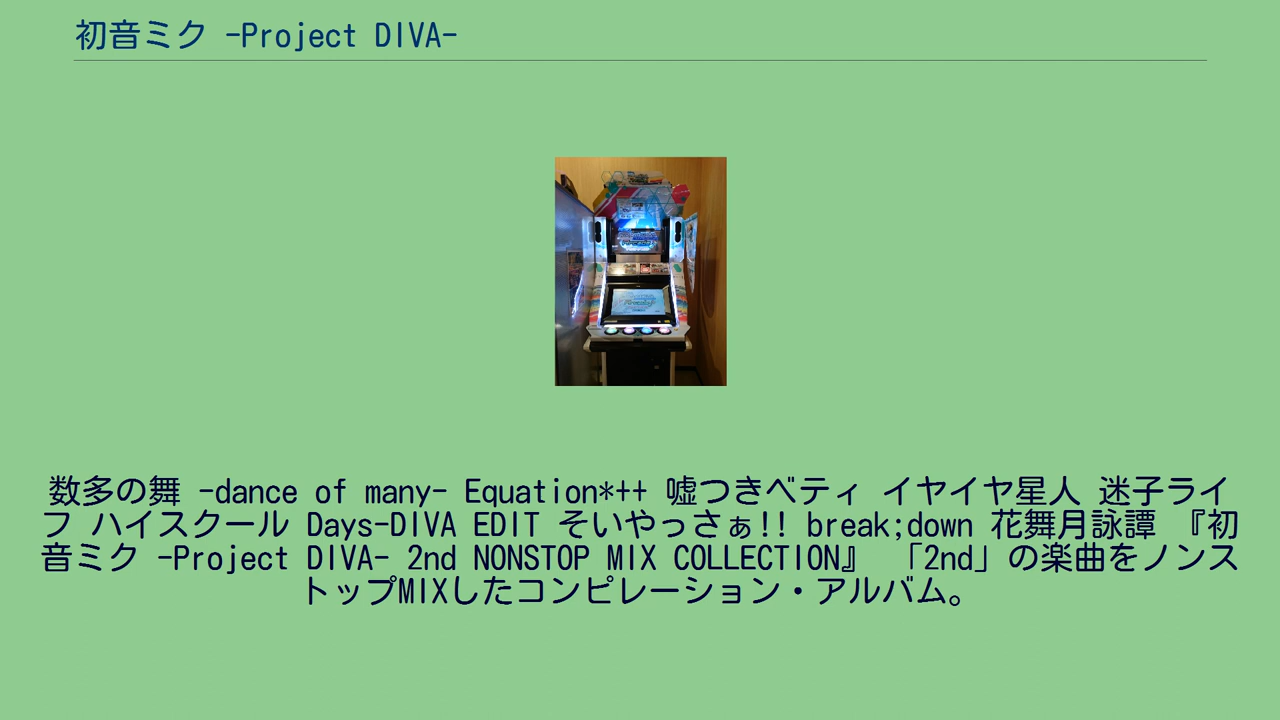 初音ミク -Project DIVA-
数多の舞 -dance of many- Equation*++ 嘘つきベティ イヤイヤ星人 迷子ライ
フ ハイスクール Days-DIVA EDIT そいやっさぁ!! break;down 花舞月詠譚 『初
音ミク -Project DIVA- 2nd NONSTOP MIX COLLECTION』 「2nd」の楽曲をノンス
トップMIXしたコンピレーション・アルバム。